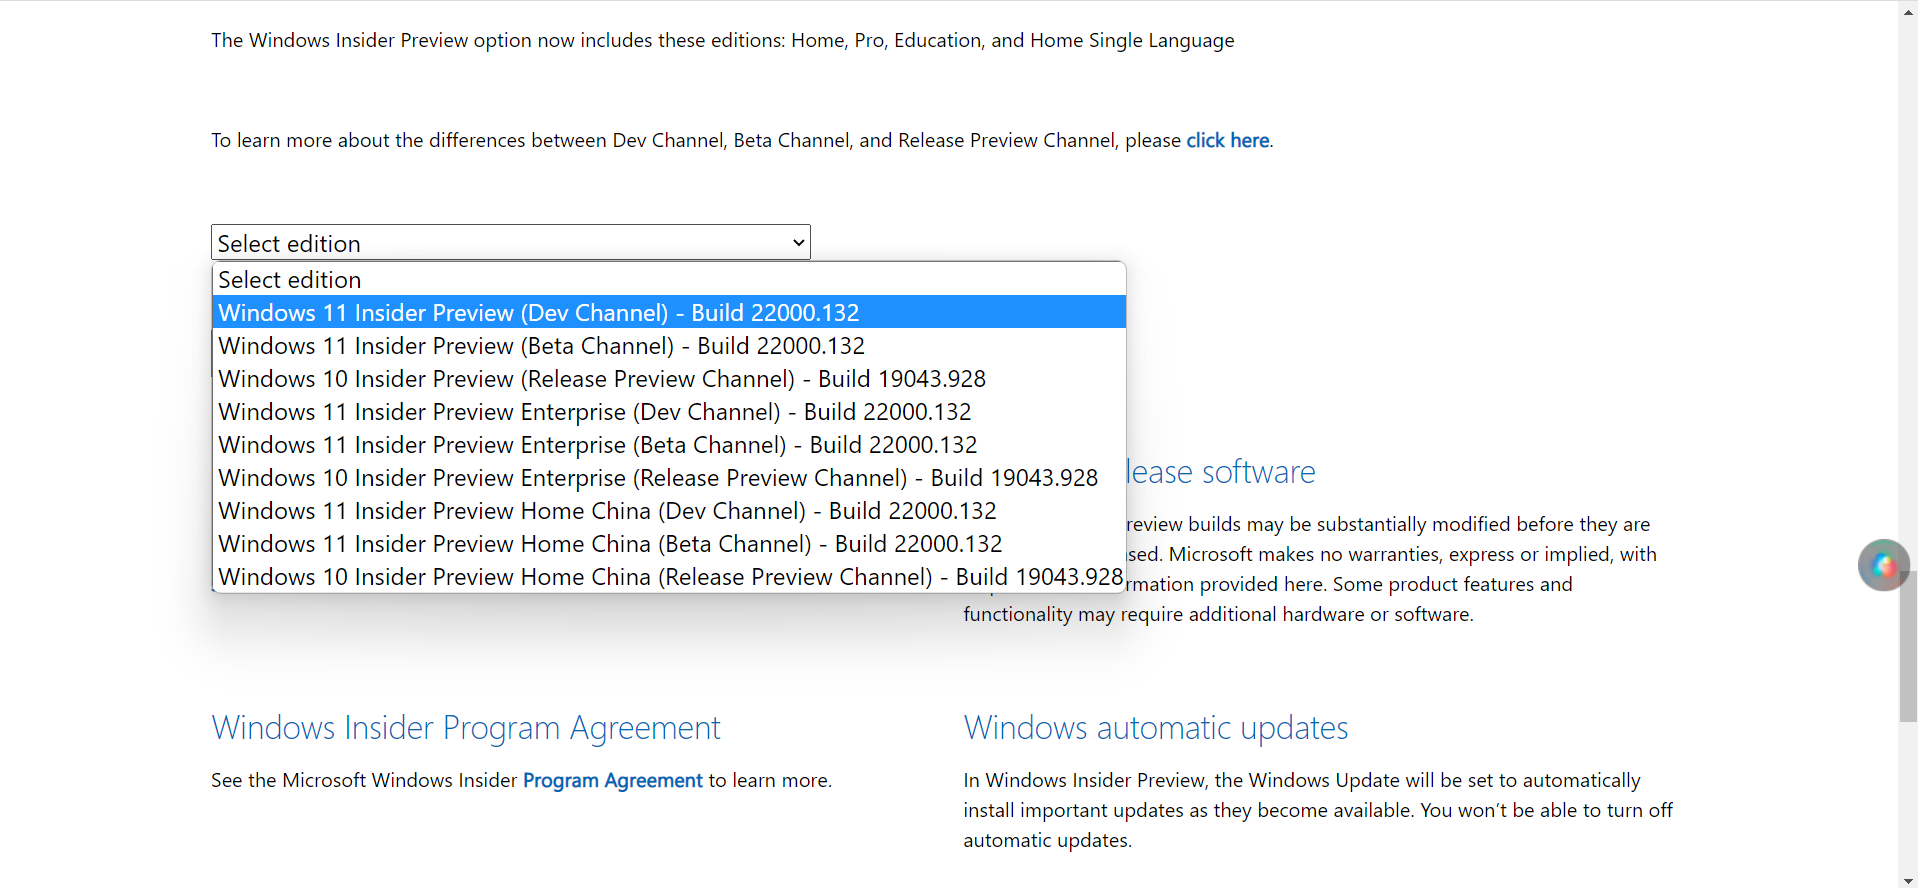 The Windows Insider Preview option now includes these editions: Home, Pro, Education, and Home Single Language
To learn more about the differences between Dev Channel, Beta Channel, and Release Preview Channel, please click here.
Select edition
Select edition
Windows 11 Insider Preview (Dev Channel) - Build 22000.132
Windows 11 Insider Preview (Beta Channel) - Build 22000.132
Windows 10 Insider Preview (Release Preview Channel) - Build 19043.928
Windows 11 Insider Preview Enterprise (Dev Channel) - Build 22000.132
Windows 11 Insider Preview Enterprise (Beta Channel) - Build 22000.132
Windows 10 Insider Preview Enterprise (Release Preview Channel) - Build 19043.928
Windows 11 Insider Preview Home China (Dev Channel) - Build 22000.132
Windows 11 Insider Preview Home China (Beta Channel) - Build 22000.132
Windows 10 Insider Preview Home China (Release Preview Channel) - Build 19043.928
lease software
review builds may be substantially modified before they are
sed. Microsoft makes no warranties, express or implied, with
rmation provided here. Some product features and
functionality may require additional hardware or software.
Windows Insider Program Agreement
See the Microsoft Windows Insider Program Agreement to learn more.
Windows automatic updates
In Windows Insider Preview, the Windows Update will be set to automatically
install important updates as they become available. You won't be able to turn off
automatic updates.